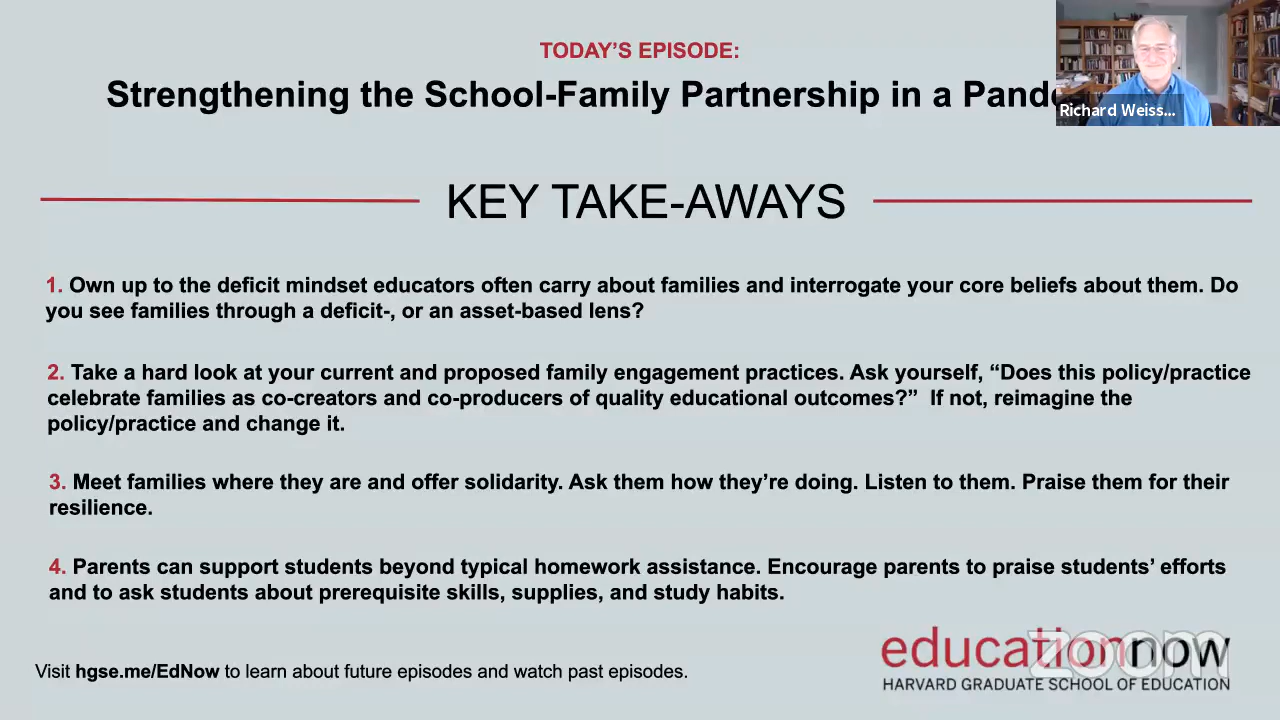 TODAY’S EPISODE:
Strengthening the School-Family Partnership in a Pand
Richard Weiss...
KEY TAKE-AWAYS
1. Own up to the deficit mindset educators often carry about families and interrogate your core beliefs about them. Do
you see families through a deficit-, or an asset-based lens?
2. Take a hard look at your current and proposed family engagement practices. Ask yourself, “Does this policy/practice
celebrate families as co-creators and co-producers of quality educational outcomes?” If not, reimagine the
policy/practice and change it.
3. Meet families where they are and offer solidarity. Ask them how they’re doing. Listen to them. Praise them for their
resilience.
4. Parents can support students beyond typical homework assistance. Encourage parents to praise students’ efforts
and to ask students about prerequisite skills, supplies, and study habits.
educationnow
zoom
HARVARD GRADUATE SCHOOL OF EDUCATION
Visit hgse.me/EdNow to learn about future episodes and watch past episodes.